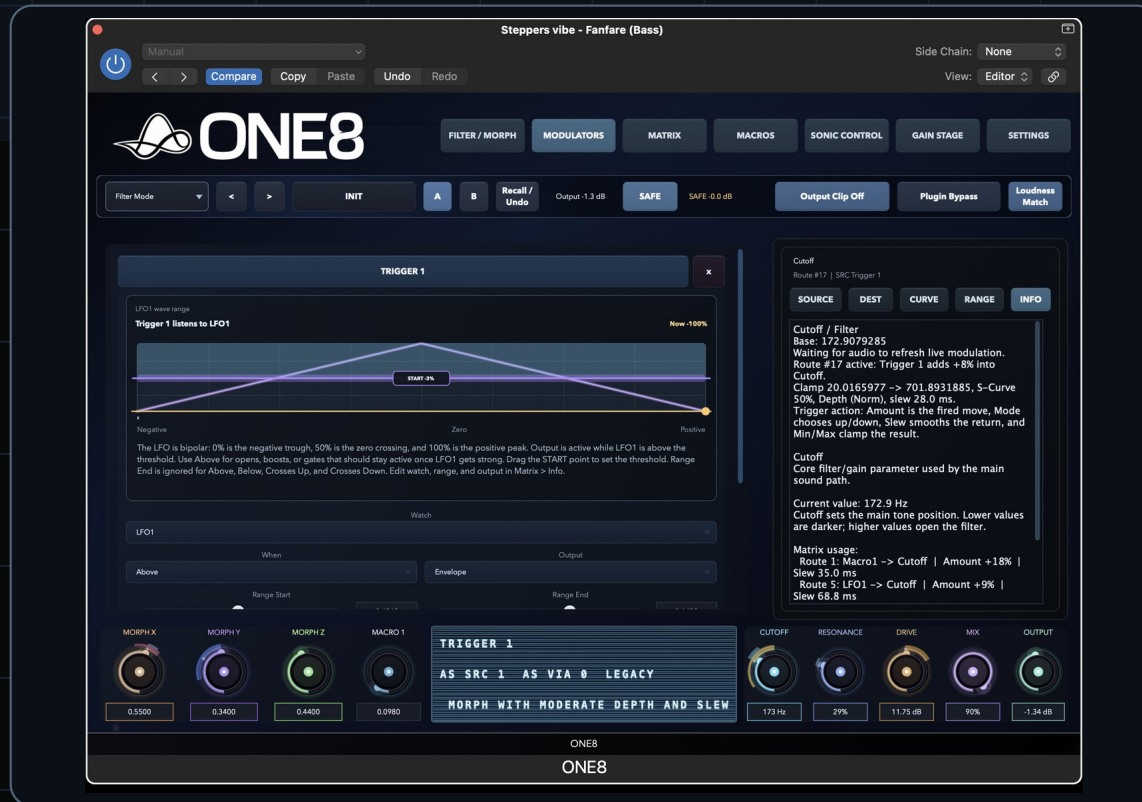 Steppers vibe - Fanfare (Bass)
Manual
Side Chain: None
< > Compare Copy Paste Undo Redo
View: Editor
ONE8
FILTER / MORPH MODULATORS MATRIX MACROS SONIC CONTROL GAIN STAGE SETTINGS
Filter Mode < > INIT A B Recall / Undo Output -1.3 dB SAFE SAFE -0.0 dB Output Clip Off Plugin Bypass Loudness Match
TRIGGER 1 x
LFO1 wave range
Trigger 1 listens to LFO1 Now -100%
START -3%
Negative Zero Positive
The LFO is bipolar: 0% is the negative trough, 50% is the zero crossing, and 100% is the positive peak. Output is active while LFO1 is above the
threshold. Use Above for opens, boosts, or gates that should stay active once LFO1 gets strong. Drag the START point to set the threshold. Range
End is ignored for Above, Below, Crosses Up, and Crosses Down. Edit watch, range, and output in Matrix > Info.
Watch
LFO1
When Output
Above Envelope
Range Start Range End
Cutoff
Route #17 | SRC Trigger 1
SOURCE DEST CURVE RANGE INFO
Cutoff / Filter
Base: 172.9079285
Waiting for audio to refresh live modulation.
Route #17 active: Trigger 1 adds +8% into
Cutoff.
Clamp 20.0165977 -> 701.8931885, S-Curve
50%, Depth (Norm), slew 28.0 ms.
Trigger action: Amount is the fired move, Mode
chooses up/down, Slew smooths the return, and
Min/Max clamp the result.
Cutoff
Core filter/gain parameter used by the main
sound path.
Current value: 172.9 Hz
Cutoff sets the main tone position. Lower values
are darker; higher values open the filter.
Matrix usage:
Route 1: Macro1 -> Cutoff | Amount +18% |
Slew 35.0 ms
Route 5: LFO1 -> Cutoff | Amount +9% |
Slew 68.8 ms
MORPH X MORPH Y MORPH Z MACRO 1
0.5500 0.3400 0.4400 0.0980
TRIGGER 1
AS SRC 1 AS VIA 0 LEGACY
MORPH WITH MODERATE DEPTH AND SLEW
CUTOFF RESONANCE DRIVE MIX OUTPUT
173 Hz 29% 11.75 dB 90% -1.34 dB
ONE8
ONE8